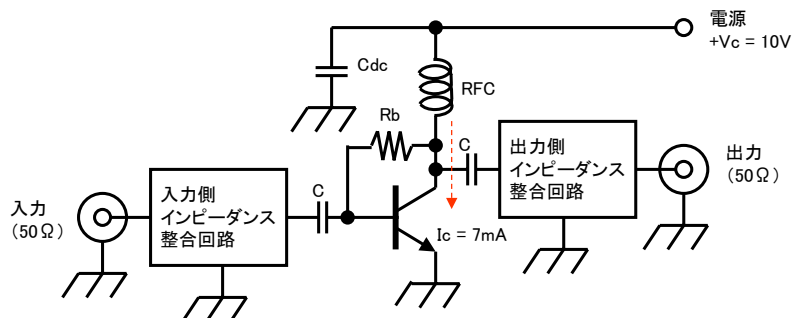 電源
+Vc = 10V
Cdc
RFC
Rb
C
出力側
インピーダンス
整合回路
出力
(50Ω)
入力
(50Ω)
入力側
インピーダンス
整合回路
C
Ic = 7mA